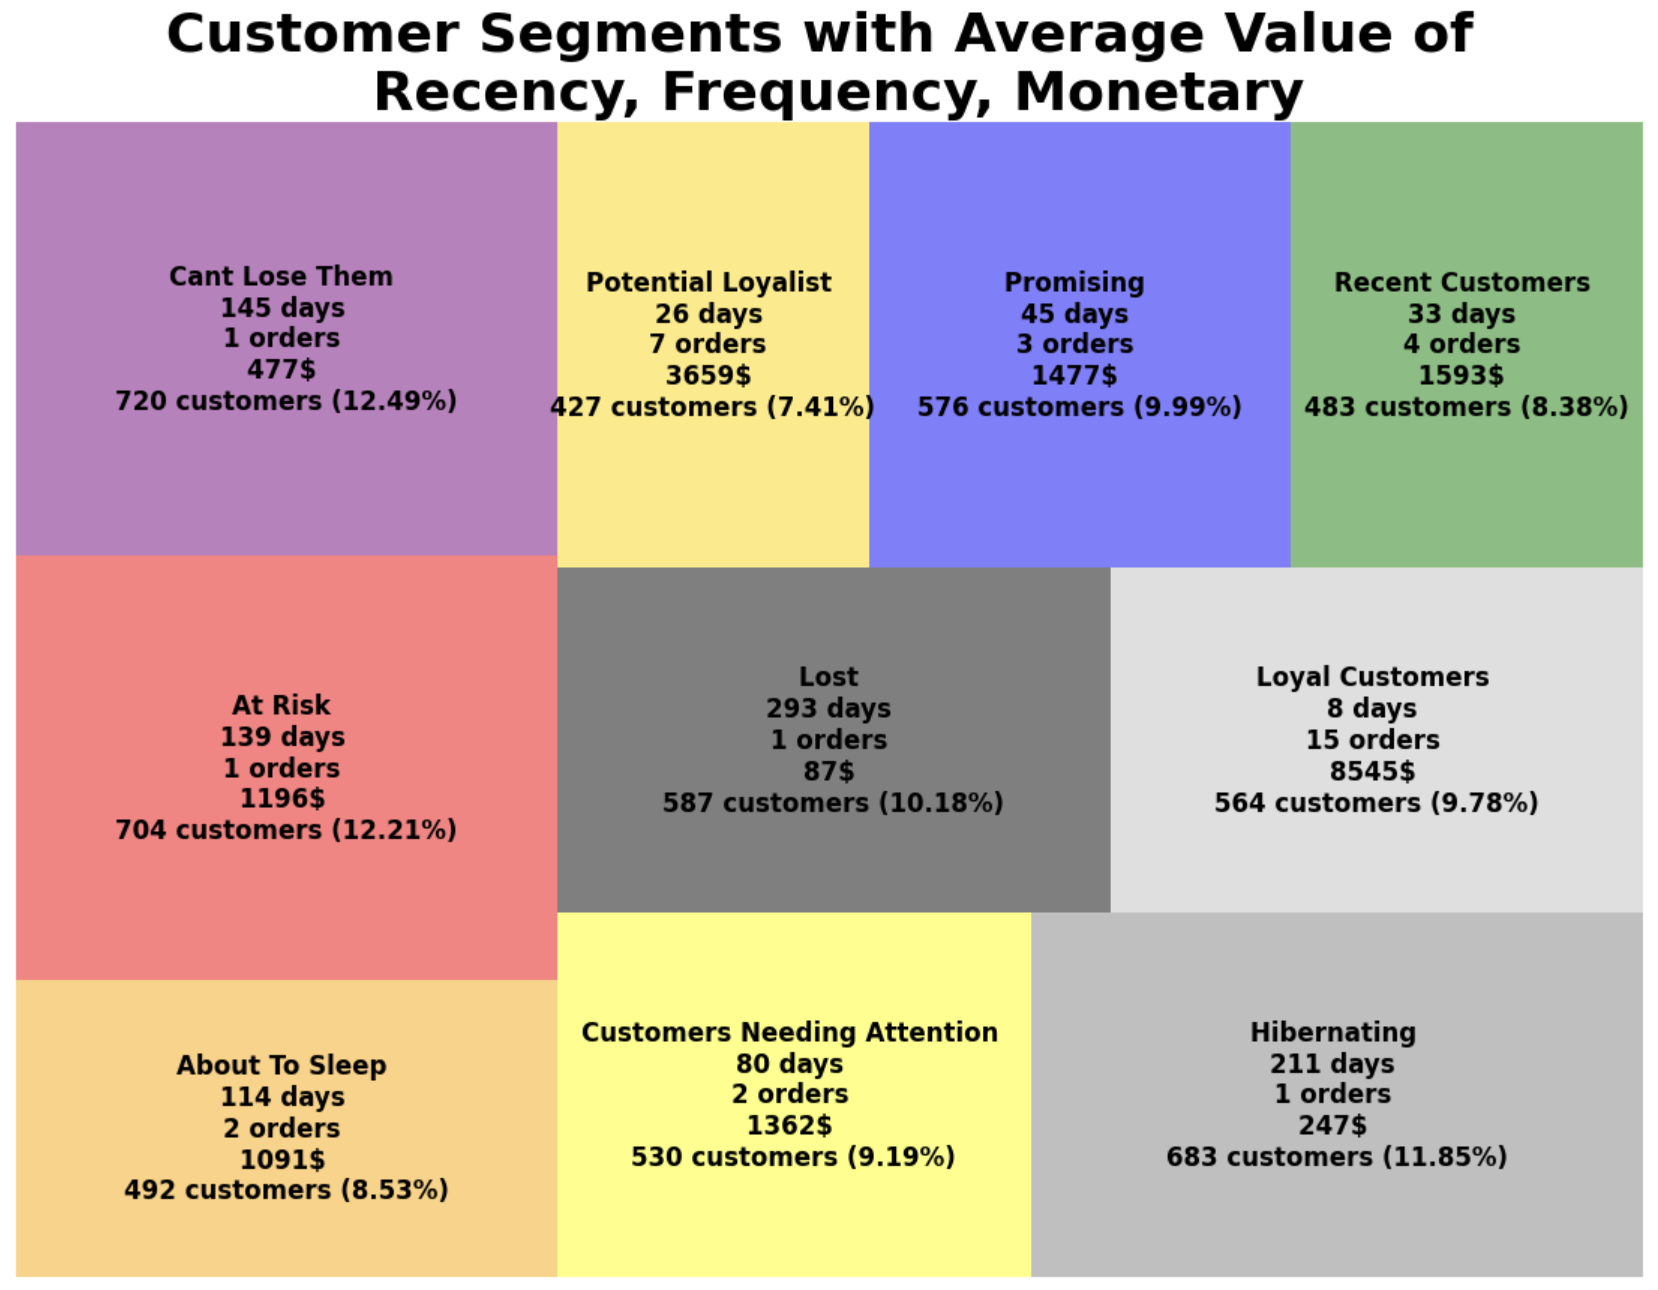 Customer Segments with Average Value of
Recency, Frequency, Monetary
Cant Lose Them
145 days
1 orders
477$
720 customers (12.49%)
Potential Loyalist
26 days
7 orders
3659$
427 customers (7.41%)
Promising
45 days
3 orders
1477$
576 customers (9.99%)
Recent Customers
33 days
4 orders
1593$
483 customers (8.38%)
At Risk
139 days
1 orders
1196$
704 customers (12.21%)
Lost
293 days
1 orders
87$
587 customers (10.18%)
Loyal Customers
8 days
15 orders
8545$
564 customers (9.78%)
About To Sleep
114 days
2 orders
1091$
492 customers (8.53%)
Customers Needing Attention
80 days
2 orders
1362$
530 customers (9.19%)
Hibernating
211 days
1 orders
247$
683 customers (11.85%)